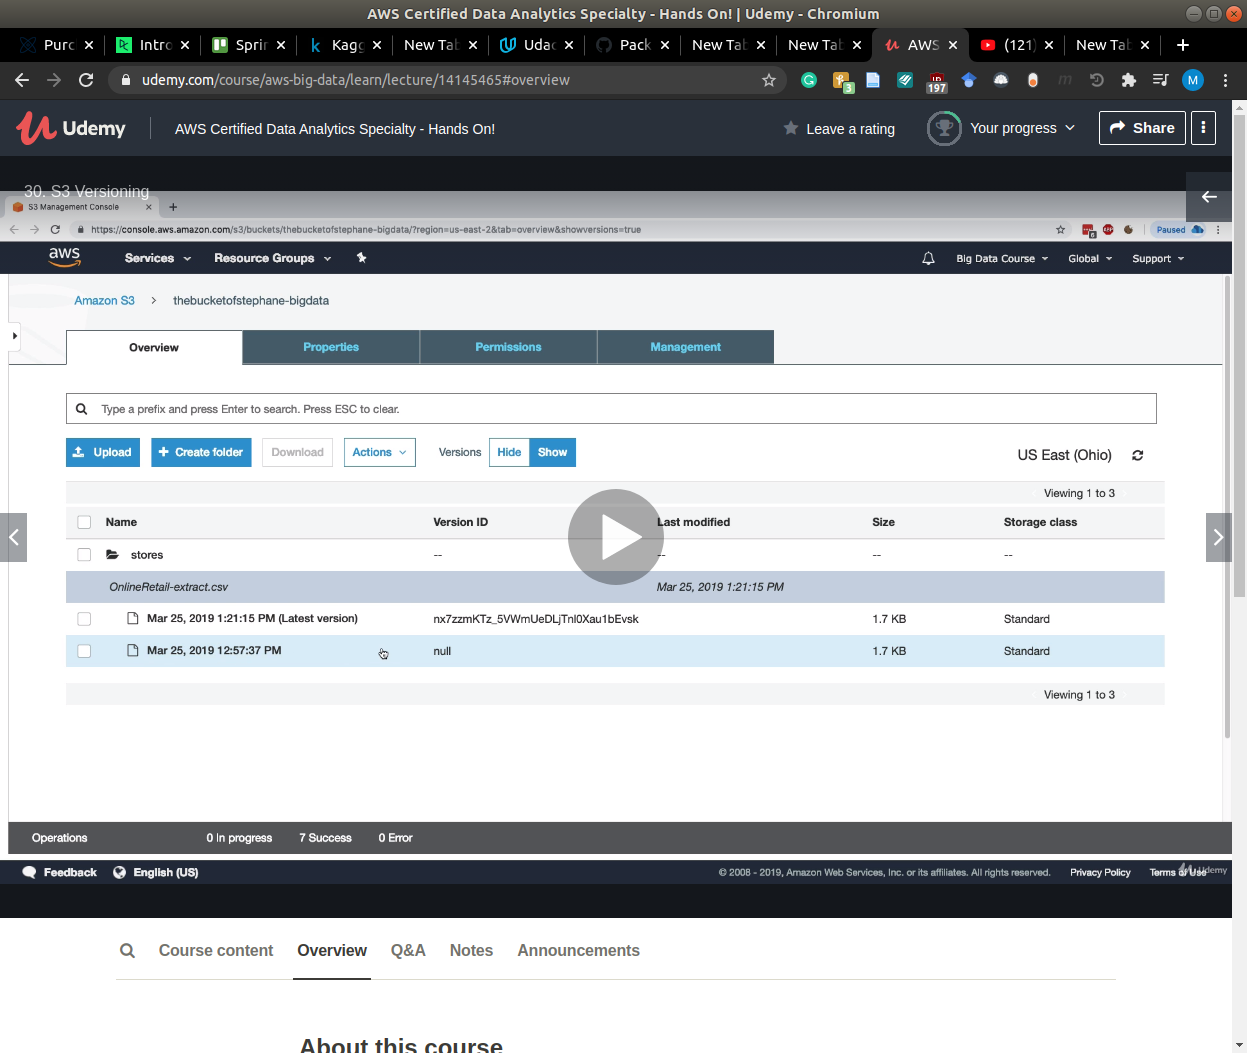 AWS Certified Data Analytics Specialty - Hands On! | Udemy - Chromium
Purc Intro Sprin Kagg New Tab Udac Pack New Tab New Tab AWS (121) New Tab
udemy.com/course/aws-big-data/learn/lecture/14145465#overview
3 197 M
Udemy AWS Certified Data Analytics Specialty - Hands On! Leave a rating Your progress Share
30. S3 Versioning
S3 Management Console
https://console.aws.amazon.com/s3/buckets/thebucketofstephane-bigdata/?region=us-east-2&tab=overview&showversions=true Paused
aws Services Resource Groups Big Data Course Global Support
Amazon S3 > thebucketofstephane-bigdata
Overview Properties Permissions Management
Type a prefix and press Enter to search. Press ESC to clear.
Upload + Create folder Download Actions Versions Hide Show US East (Ohio)
Viewing 1 to 3
Name Version ID Last modified Size Storage class
stores -- -- -- --
OnlineRetail-extract.csv Mar 25, 2019 1:21:15 PM
Mar 25, 2019 1:21:15 PM (Latest version) nx7zzmKTz_5VWmUeDLjTnl0Xau1bEvsk 1.7 KB Standard
Mar 25, 2019 12:57:37 PM null 1.7 KB Standard
Viewing 1 to 3
Operations 0 In progress 7 Success 0 Error
Feedback English (US) © 2008 - 2019, Amazon Web Services, Inc. or its affiliates. All rights reserved. Privacy Policy Terms of Use Udemy
Course content Overview Q&A Notes Announcements
About this course